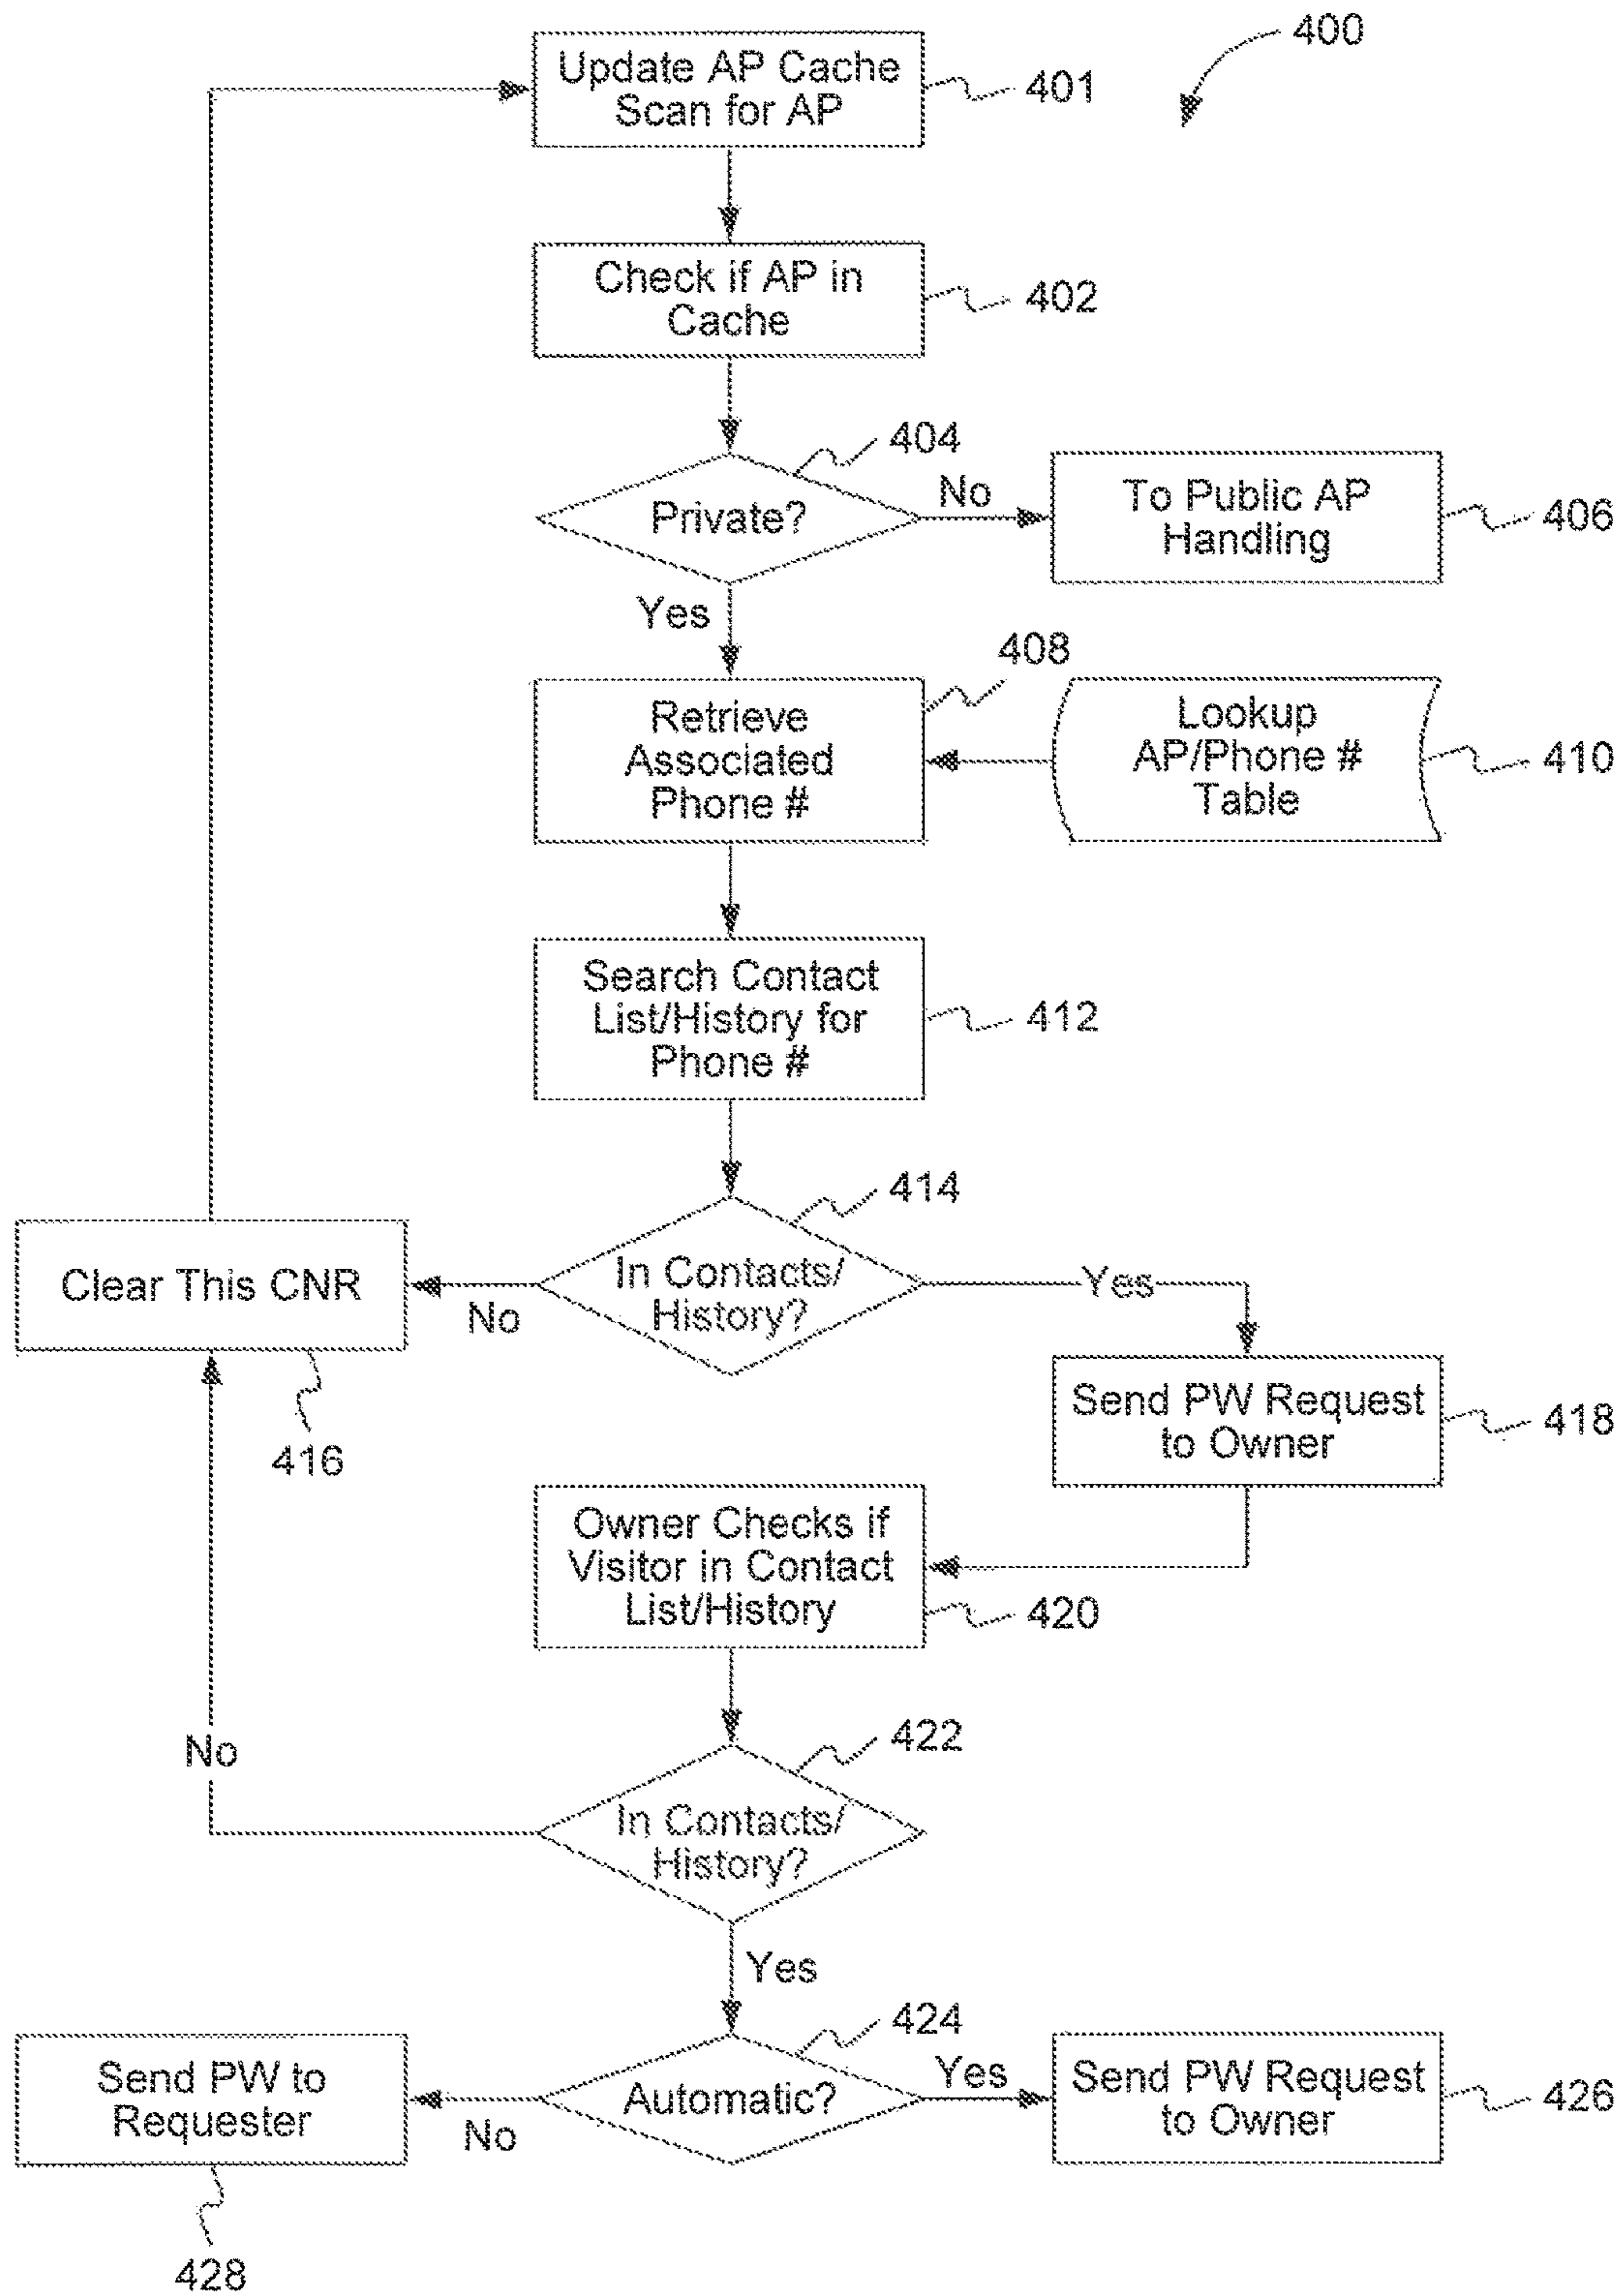 400
Update AP Cache
Scan for AP
401
Check if AP in
Cache
402
404
Private?
No
To Public AP
Handling
406
Yes
408
Retrieve
Associated
Phone #
Lookup
AP/Phone #
Table
410
Search Contact
List/History for
Phone #
412
414
In Contacts/
History?
No
Clear This CNR
416
Yes
Send PW Request
to Owner
418
Owner Checks if
Visitor in Contact
List/History
420
422
In Contacts/
History?
No
Yes
424
Automatic?
Yes
Send PW Request
to Owner
426
No
Send PW to
Requester
428